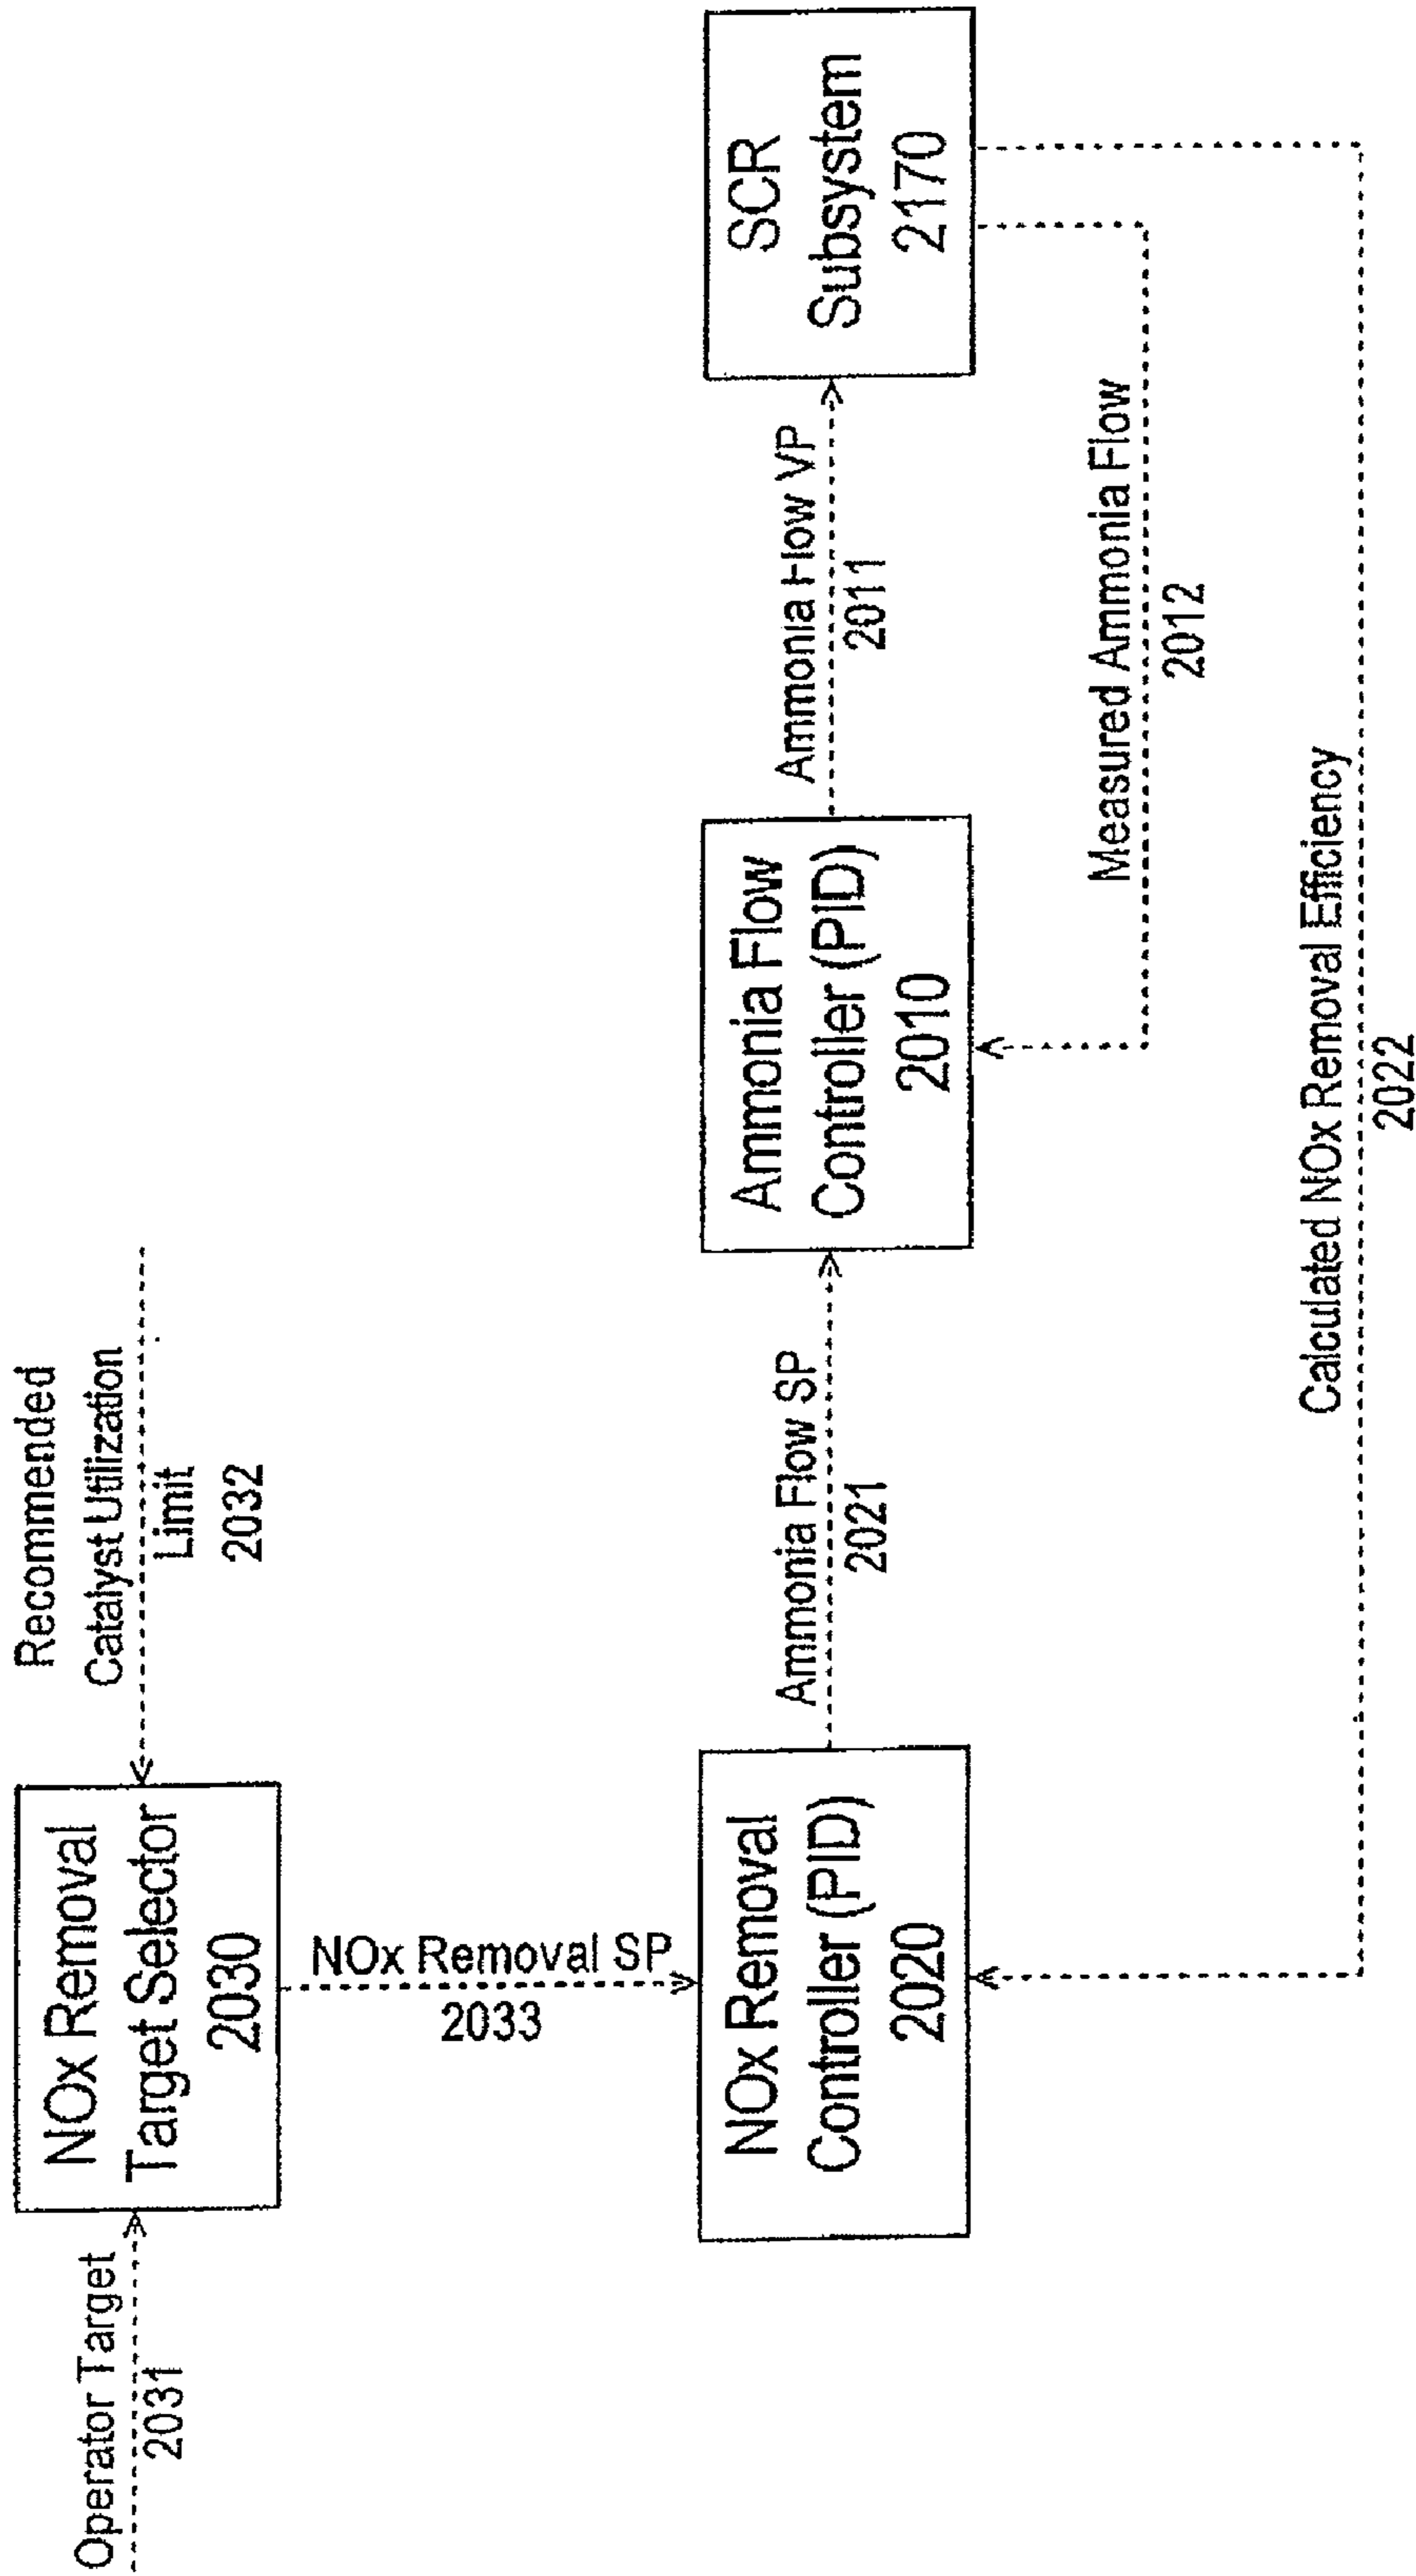 Operator Target
2031
NOx Removal
Target Selector
2030
Recommended
Catalyst Utilization
Limit
2032
NOx Removal SP
2033
NOx Removal
Controller (PID)
2020
Ammonia Flow SP
2021
Ammonia Flow
Controller (PID)
2010
Ammonia Flow VP
2011
SCR
Subsystem
2170
Measured Ammonia Flow
2012
Calculated NOx Removal Efficiency
2022